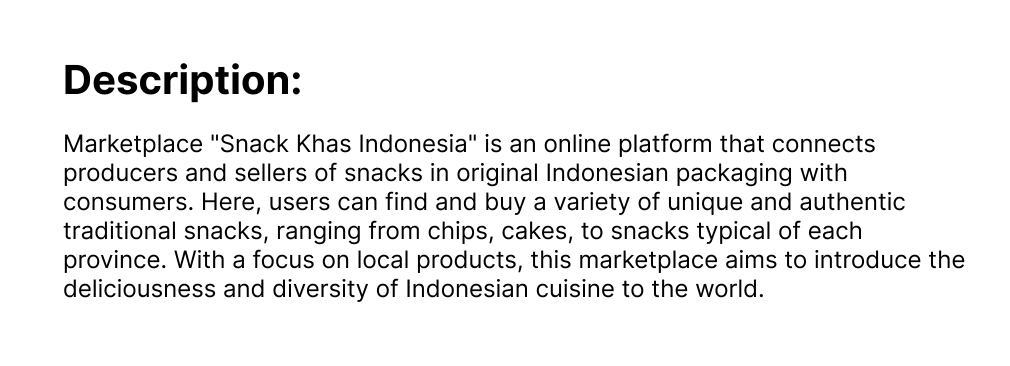 Description:
Marketplace "Snack Khas Indonesia" is an online platform that connects
producers and sellers of snacks in original Indonesian packaging with
consumers. Here, users can find and buy a variety of unique and authentic
traditional snacks, ranging from chips, cakes, to snacks typical of each
province. With a focus on local products, this marketplace aims to introduce the
deliciousness and diversity of Indonesian cuisine to the world.